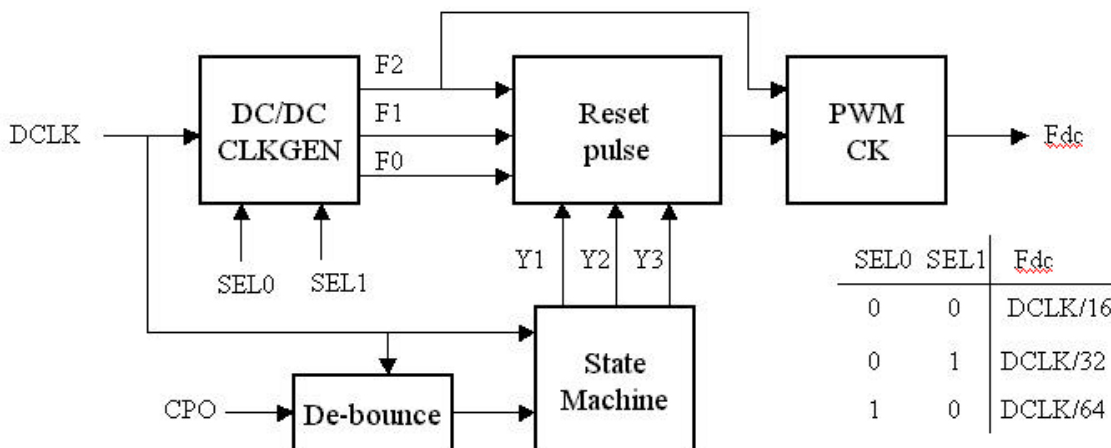 F2
DC/DC
CLKGEN
F1
F0
DCLK
Reset
pulse
PWM
CK
Fdc
SEL0
SEL1
Y1
Y2
Y3
State
Machine
CPO
De-bounce
SEL0 SEL1 Fdc
0 0 DCLK/16
0 1 DCLK/32
1 0 DCLK/64